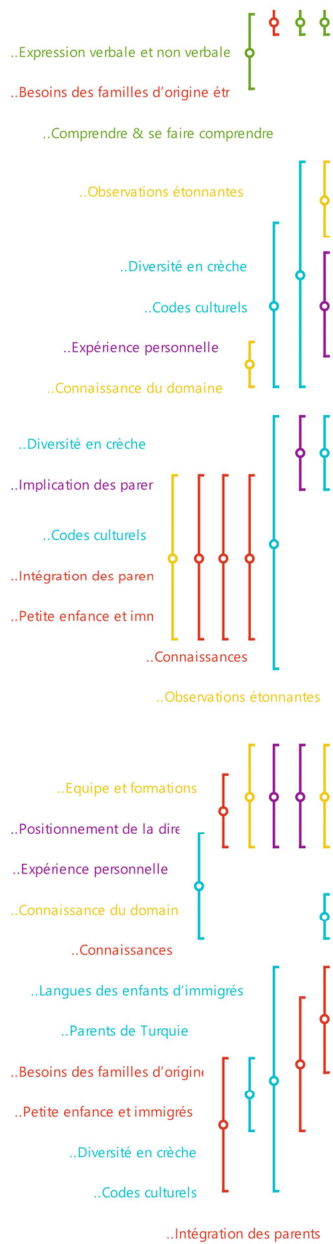 ..Expression verbale et non verbale
..Besoins des familles d'origine étr
..Comprendre & se faire comprendre
..Observations étonnantes
..Diversité en crèche
..Codes culturels
..Expérience personnelle
..Connaissance du domaine
..Diversité en crèche
..Implication des parer
..Codes culturels
..Intégration des paren
..Petite enfance et imn
..Connaissances
..Observations étonnantes
..Equipe et formations
..Positionnement de la dire
..Expérience personnelle
..Connaissance du domain
..Connaissances
..Langues des enfants d'immigrés
..Parents de Turquie
..Besoins des familles d'origine
..Petite enfance et immigrés
..Diversité en crèche
..Codes culturels
..Intégration des parents